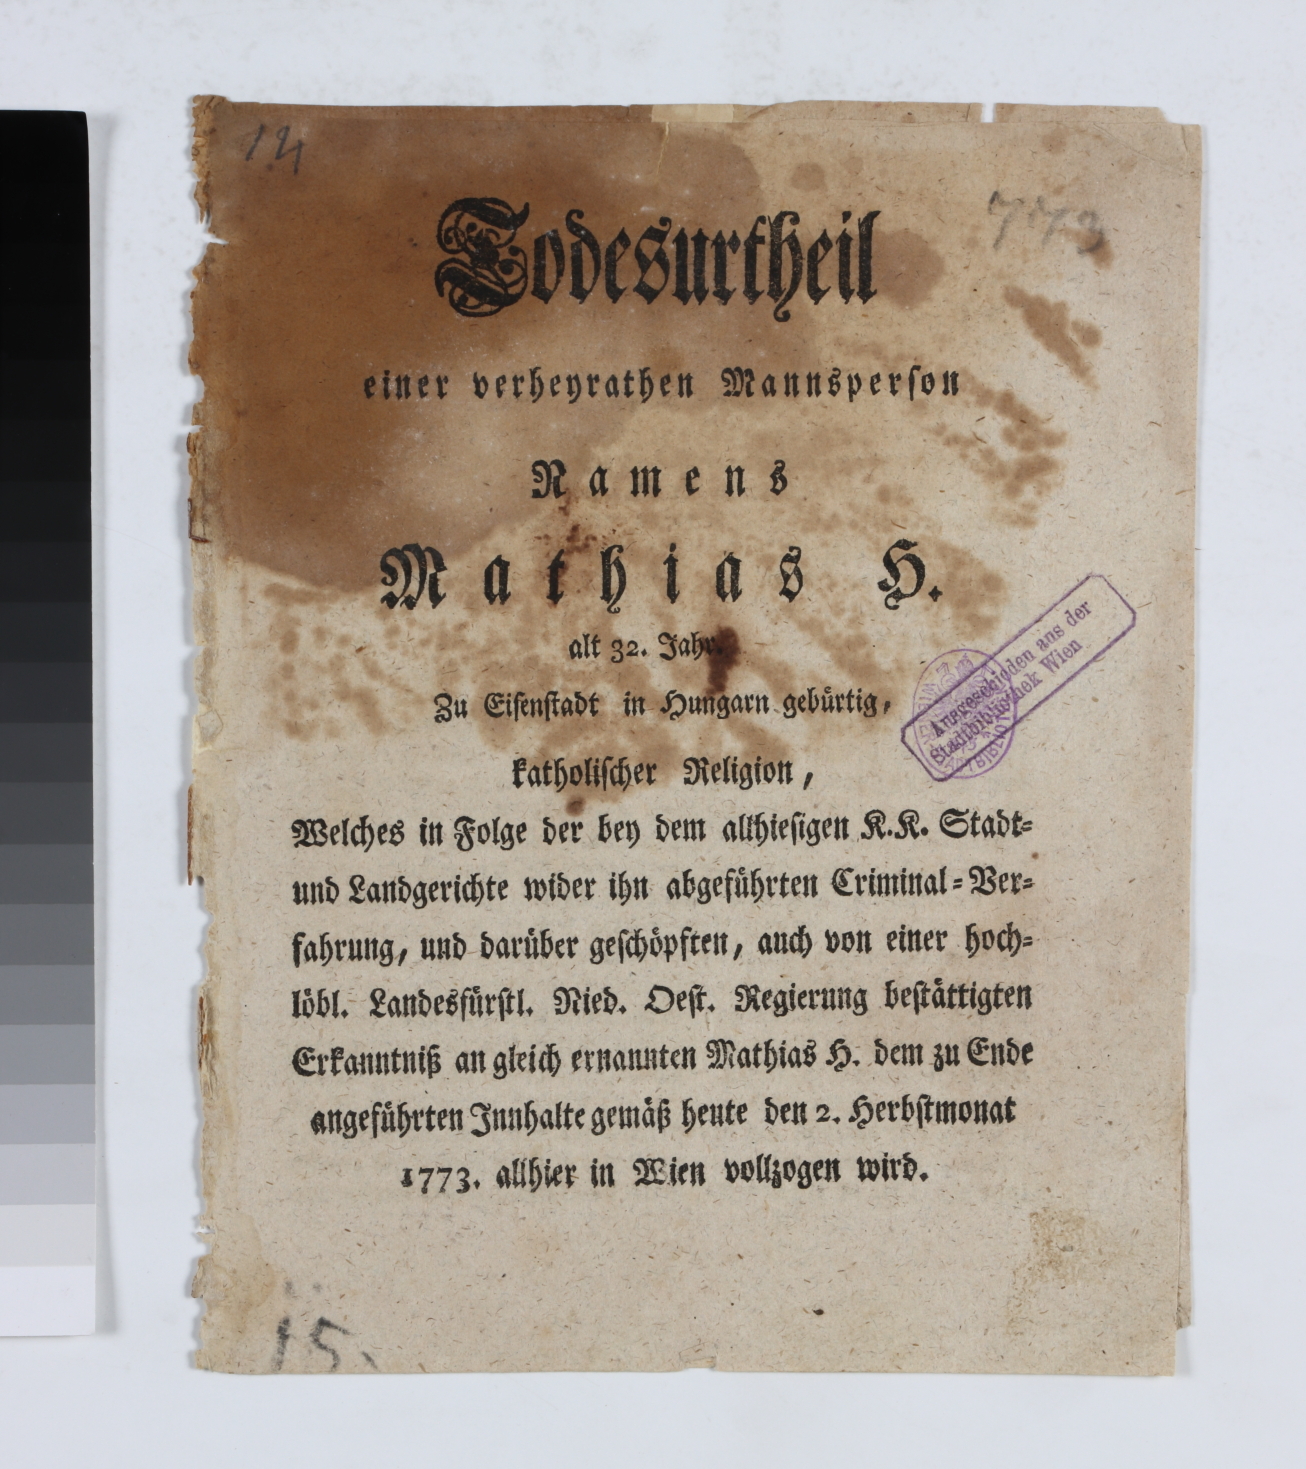 14
773
Todesurtheil
einer verheyrathen Mannsperson
Namens
Mathias H.
alt 32. Jahr.
Zu Eisenstadt in Hungarn gebürtig,
katholischer Religion,
Welches in Folge der bey dem allhiesigen K.K. Stadt-
und Landgerichte wider ihn abgeführten Criminal-Ver-
fahrung, und darüber geschöpften, auch von einer hoch-
löbl. Landesfürstl. Nied. Oest. Regierung bestättigten
Erkanntniß an gleich ernannten Mathias H. dem zu Ende
angeführten Innhalte gemäß heute den 2. Herbstmonat
1773. allhier in Wien vollzogen wird.
Ausgeschieden aus der
Stadtbibliothek Wien
15.